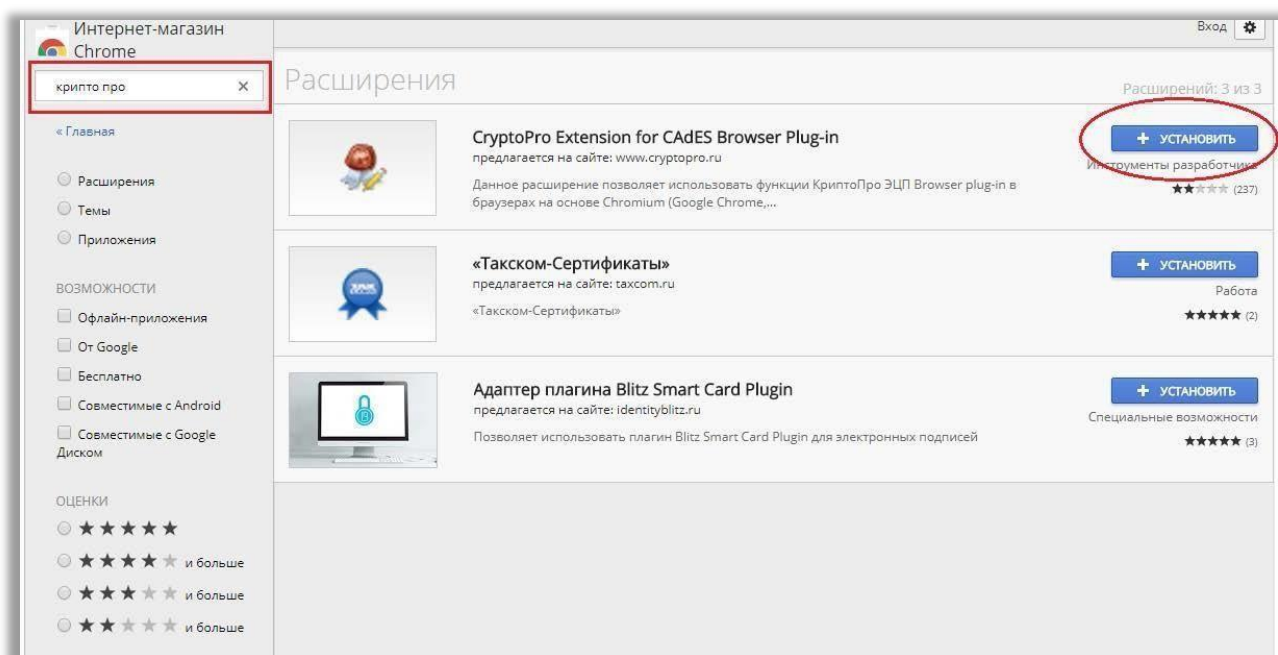 Интернет-магазин
Chrome
крипто про
« Главная
Расширения
Темы
Приложения
ВОЗМОЖНОСТИ
Офлайн-приложения
От Google
Бесплатно
Совместимые с Android
Совместимые с Google
Диском
ОЦЕНКИ
и больше
и больше
и больше
Вход
Расширения
Расширений: 3 из 3
CryptoPro Extension for CAdES Browser Plug-in
предлагается на сайте: www.cryptopro.ru
Данное расширение позволяет использовать функции КриптоПро ЭЦП Browser plug-in в
браузерах на основе Chromium (Google Chrome,...
+ УСТАНОВИТЬ
Инструменты разработчика
(237)
«Такском-Сертификаты»
предлагается на сайте: taxcom.ru
«Такском-Сертификаты»
+ УСТАНОВИТЬ
Работа
(2)
Адаптер плагина Blitz Smart Card Plugin
предлагается на сайте: identityblitz.ru
Позволяет использовать плагин Blitz Smart Card Plugin для электронных подписей
+ УСТАНОВИТЬ
Специальные возможности
(3)